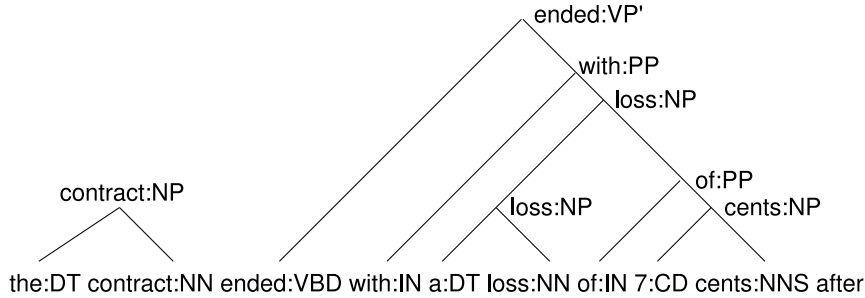 ended:VP'
with:PP
loss:NP
of:PP
contract:NP
loss:NP
cents:NP
the:DT contract:NN ended:VBD with:IN a:DT loss:NN of:IN 7:CD cents:NNS after